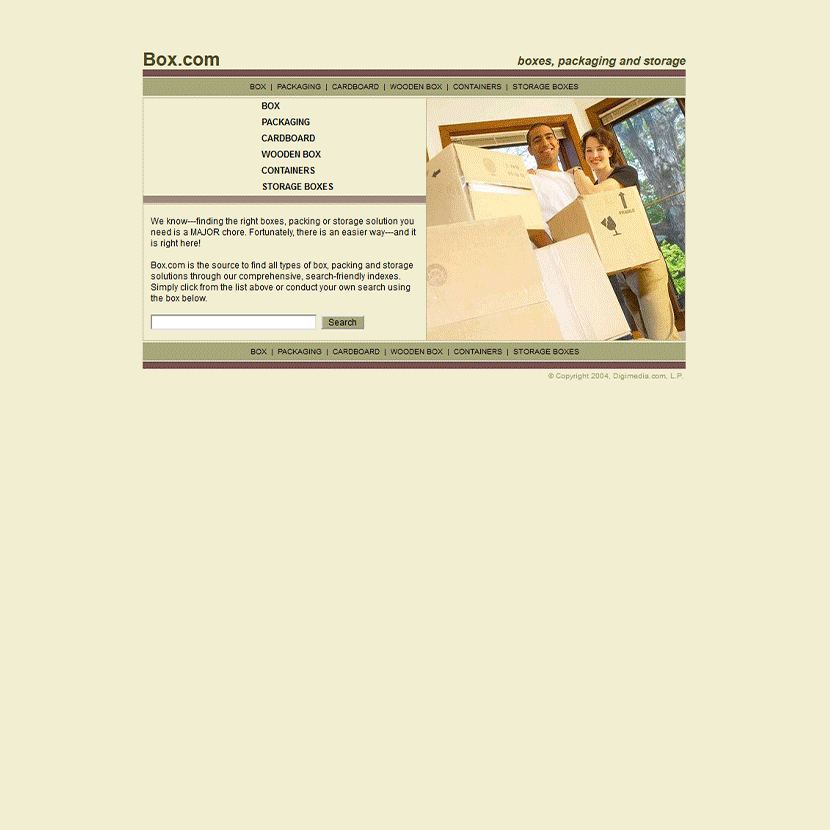 Box.com
boxes, packaging and storage
BOX | PACKAGING | CARDBOARD | WOODEN BOX | CONTAINERS | STORAGE BOXES
BOX
PACKAGING
CARDBOARD
WOODEN BOX
CONTAINERS
STORAGE BOXES
FRAGILE
We know---finding the right boxes, packing or storage solution you
need is a MAJOR chore. Fortunately, there is an easier way---and it
is right here!
Box.com is the source to find all types of box, packing and storage
solutions through our comprehensive, search-friendly indexes.
Simply click from the list above or conduct your own search using
the box below.
Search
BOX | PACKAGING | CARDBOARD | WOODEN BOX | CONTAINERS | STORAGE BOXES
© Copyright 2004, Digimedia.com, L.P.